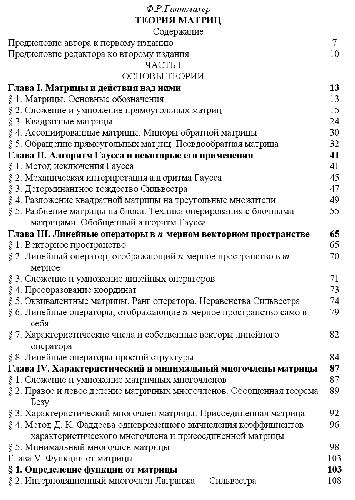 Ф.Р.Гантмахер
ТЕОРИЯ МАТРИЦ
Содержание
Предисловие автора к первому изданию 7
Предисловие редактора ко второму изданию 10
ЧАСТЬ I
ОСНОВЫ ТЕОРИИ
Глава I. Матрицы и действия над ними 13
§ 1. Матрицы. Основные обозначения 13
§ 2. Сложение и умножение прямоугольных матриц 15
§ 3. Квадратные матрицы 24
§ 4. Ассоциированные матрицы. Миноры обратной матрицы 30
§ 5. Обращение прямоугольных матриц. Псевдообратная матрица 32
Глава II. Алгоритм Гаусса и некоторые его применения 41
§ 1. Метод исключения Гаусса 41
§ 2. Механическая интерпретация алгоритма Гаусса 45
§ 3. Детерминантное тождество Сильвестра 47
§ 4. Разложение квадратной матрицы на треугольные множители 49
§ 5. Разбиение матрицы на блоки. Техника оперирования с блочными 55
матрицами. Обобщенный алгоритм Гаусса
Глава III. Линейные операторы в n-мерном векторном пространстве 65
§ 1. Векторное пространство 65
§ 2. Линейный оператор, отображающий n-мерное пространство в m- 70
мерное
§ 3. Сложение и умножение линейных операторов 71
§ 4. Преобразование координат 73
§ 5. Эквивалентные матрицы. Ранг оператора. Неравенства Сильвестра 74
§ 6. Линейные операторы, отображающие n-мерное пространство само в 79
себя
§ 7. Характеристические числа и собственные векторы линейного 82
оператора
§ 8. Линейные операторы простой структуры 84
Глава IV. Характеристический и минимальный многочлены матрицы 87
§ 1. Сложение и умножение матричных многочленов 87
§ 2. Правое и левое деление матричных многочленов. Обобщенная теорема 89
Безу
§ 3. Характеристический многочлен матрицы. Присоединенная матрица 92
§ 4. Метод Д. К. Фаддеева одновременного вычисления коэффициентов 96
характеристического многочлена и присоединенной матрицы
§ 5. Минимальный многочлен матрицы 98
Глава V. Функции от матрицы 103
§ 1. Определение функции от матрицы 103
§ 2. Интерполяционный многочлен Лагранжа — Сильвестра 108